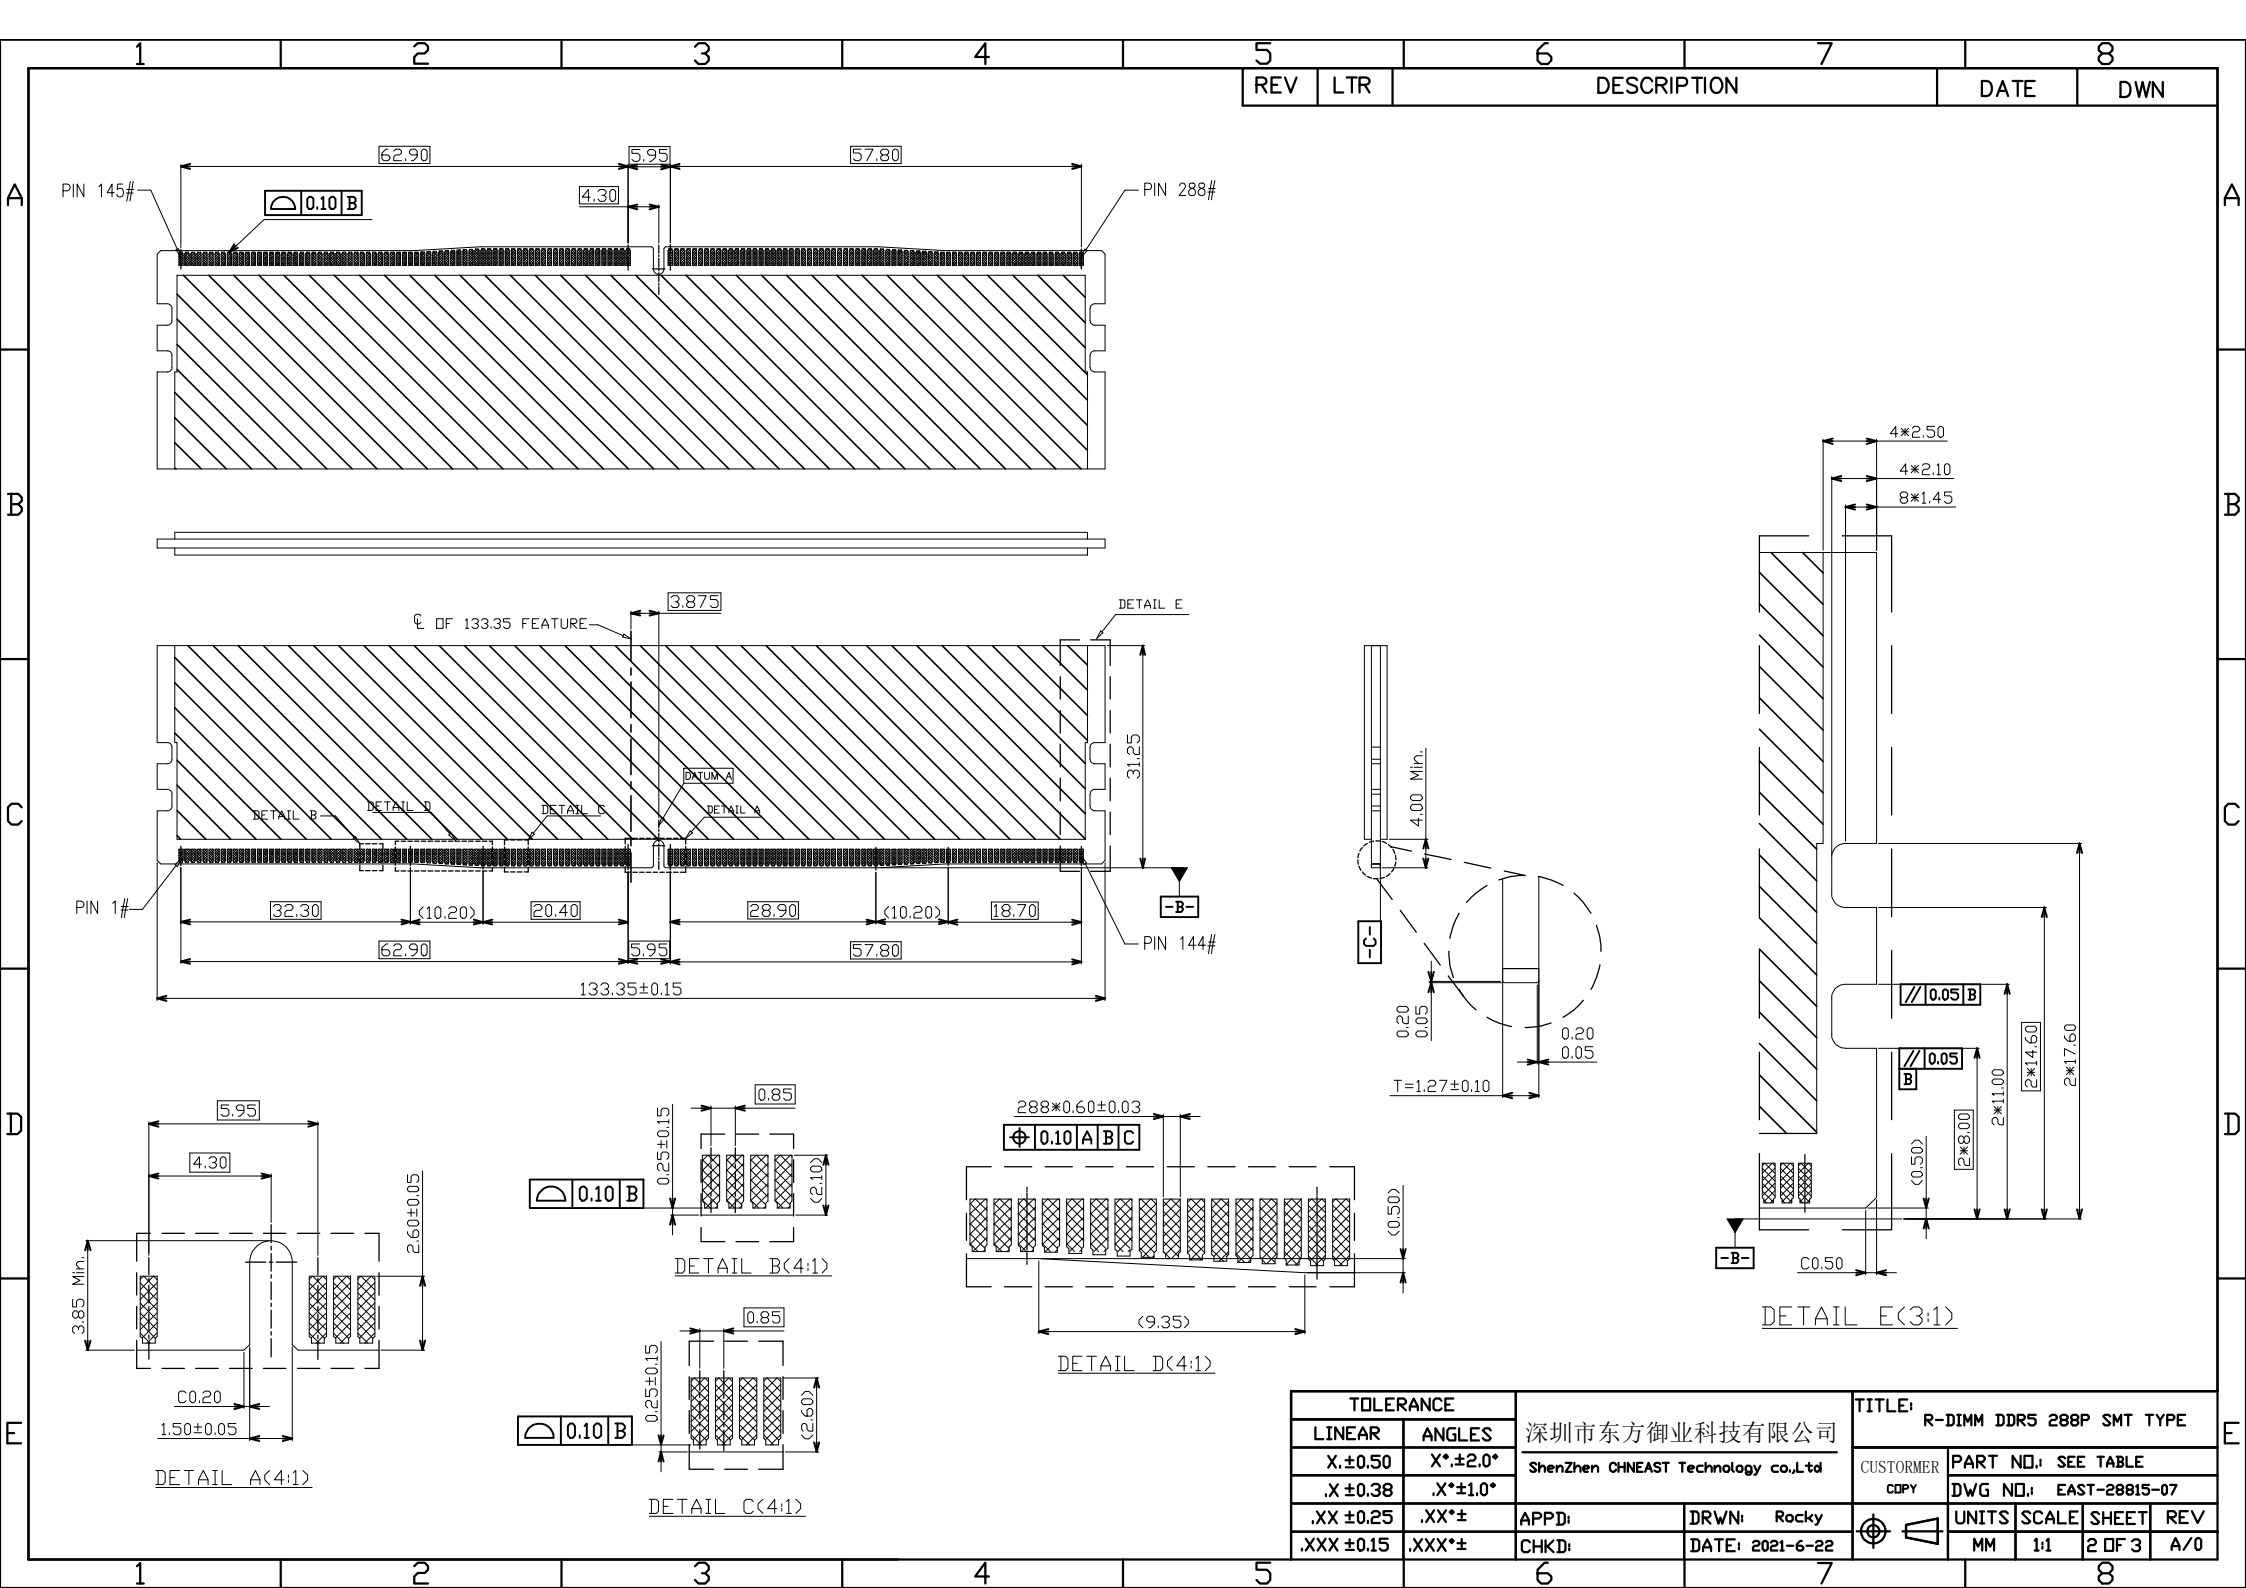 1 2 3 4 5 6 7 8
REV LTR DESCRIPTION DATE DWN
62.90 5.95 57.80
A A
PIN 145# 4.30 PIN 288#
⌓ 0.10 B
4*2.50
4*2.10
8*1.45
B B
3.875
℄ OF 133.35 FEATURE
DETAIL E
31.25
DATUM A
4.00 Min.
DETAIL B DETAIL D DETAIL C DETAIL A
C C
PIN 1# 32.30 (10.20) 20.40 28.90 (10.20) 18.70
-B-
-C-
62.90 5.95 57.80
PIN 144#
133.35±0.15
0.20
0.05
0.20
0.05
T=1.27±0.10
// 0.05 B
// 0.05
B
2*8.00
2*11.00
2*14.60
2*17.60
(0.50)
-B-
C0.50
DETAIL E(3:1)
D D
5.95
4.30
2.60±0.05
3.85 Min.
C0.20
1.50±0.05
DETAIL A(4:1)
0.85
0.25±0.15
⌓ 0.10 B
(2.10)
DETAIL B(4:1)
0.85
0.25±0.15
⌓ 0.10 B
(2.60)
DETAIL C(4:1)
288*0.60±0.03
⌖ 0.10 A B C
(0.50)
(9.35)
DETAIL D(4:1)
E E
TOLERANCE
LINEAR ANGLES
X.±0.50 X°.±2.0°
.X ±0.38 .X°±1.0°
.XX ±0.25 .XX°±
.XXX ±0.15 .XXX°±
深圳市东方御业科技有限公司
ShenZhen CHNEAST Technology co.,Ltd
APPD: DRWN: Rocky
CHKD: DATE: 2021-6-22
TITLE:
R-DIMM DDR5 288P SMT TYPE
CUSTORMER
COPY
PART NO.: SEE TABLE
DWG NO.: EAST-28815-07
UNITS SCALE SHEET REV
MM 1:1 2 OF 3 A/0
1 2 3 4 5 6 7 8